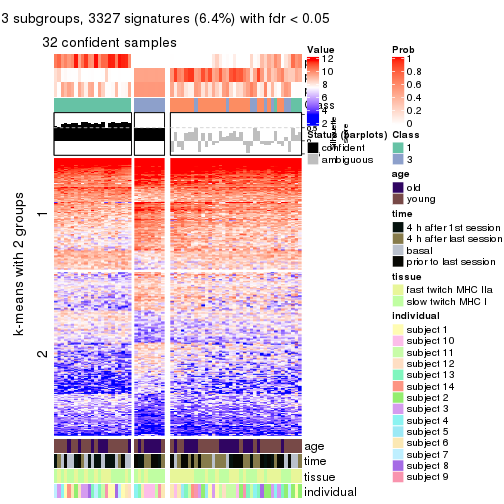 3 subgroups, 3327 signatures (6.4%) with fdr < 0.05
32 confident samples
k-means with 2 groups
1
2
age
time
tissue
individual
Value
12
10
8
6
4
2
Status (barplots)
confident
ambiguous
Prob
1
0.8
0.6
0.4
0.2
0
Class
1
3
age
old
young
time
4 h after 1st session
4 h after last session
basal
prior to last session
tissue
fast twitch MHC IIa
slow twitch MHC I
individual
subject 1
subject 10
subject 11
subject 12
subject 13
subject 14
subject 2
subject 3
subject 4
subject 5
subject 6
subject 7
subject 8
subject 9